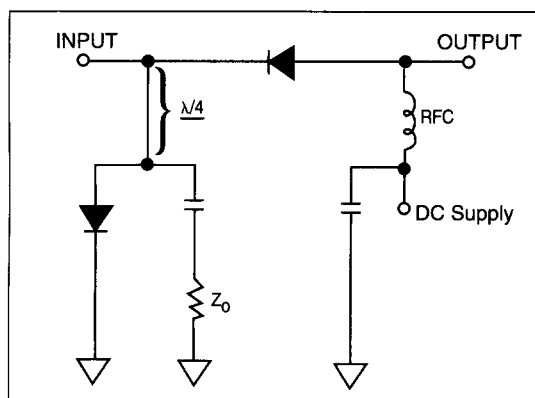 INPUT
OUTPUT
λ/4
RFC
DC Supply
Z0